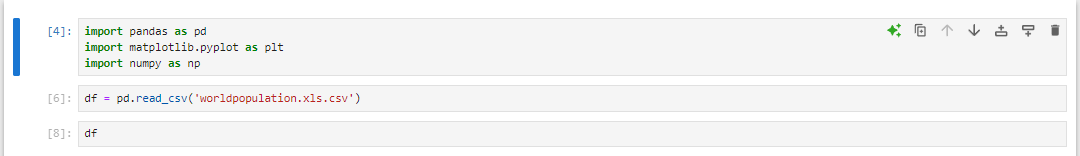 [4]: import pandas as pd
import matplotlib.pyplot as plt
import numpy as np
[6]: df = pd.read_csv('worldpopulation.xls.csv')
[8]: df